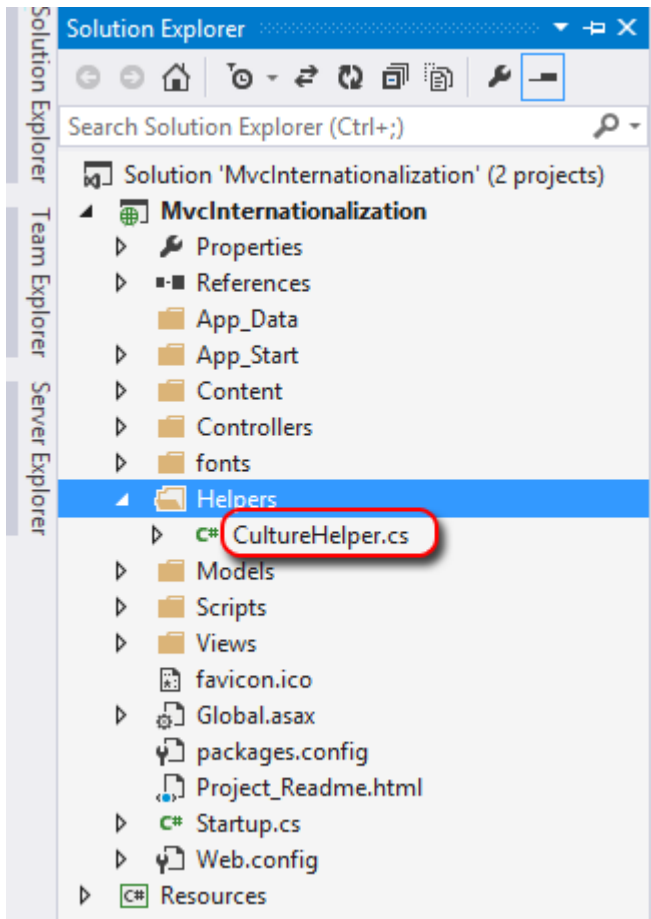 Solution Explorer
Team Explorer
Server Explorer
Solution Explorer
Search Solution Explorer (Ctrl+;)
Solution 'MvcInternationalization' (2 projects)
MvcInternationalization
Properties
References
App_Data
App_Start
Content
Controllers
fonts
Helpers
C# CultureHelper.cs
Models
Scripts
Views
favicon.ico
Global.asax
packages.config
Project_Readme.html
C# Startup.cs
Web.config
C# Resources